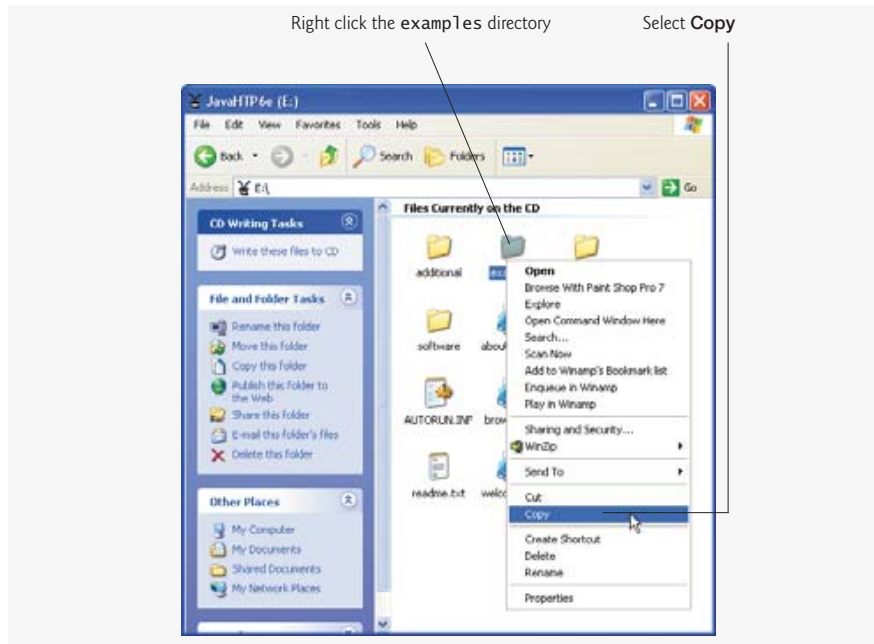 Right click the examples directory
Select Copy
JavaHTP6e (E:)
File Edit View Favorites Tools Help
Back Search Folders
Address E:\ Go
CD Writing Tasks
Write these files to CD
File and Folder Tasks
Rename this folder
Move this folder
Copy this folder
Publish this folder to
the Web
Share this folder
E-mail this folder's files
Delete this folder
Other Places
My Computer
My Documents
Shared Documents
My Network Places
Files Currently on the CD
additional
software
AUTORUN.INF
readme.txt
Open
Browse With Paint Shop Pro 7
Explore
Open Command Window Here
Search...
Scan Now
Add to Winamp's Bookmark list
Enqueue in Winamp
Play in Winamp
Sharing and Security...
WinZip
Send To
Cut
Copy
Create Shortcut
Delete
Rename
Properties